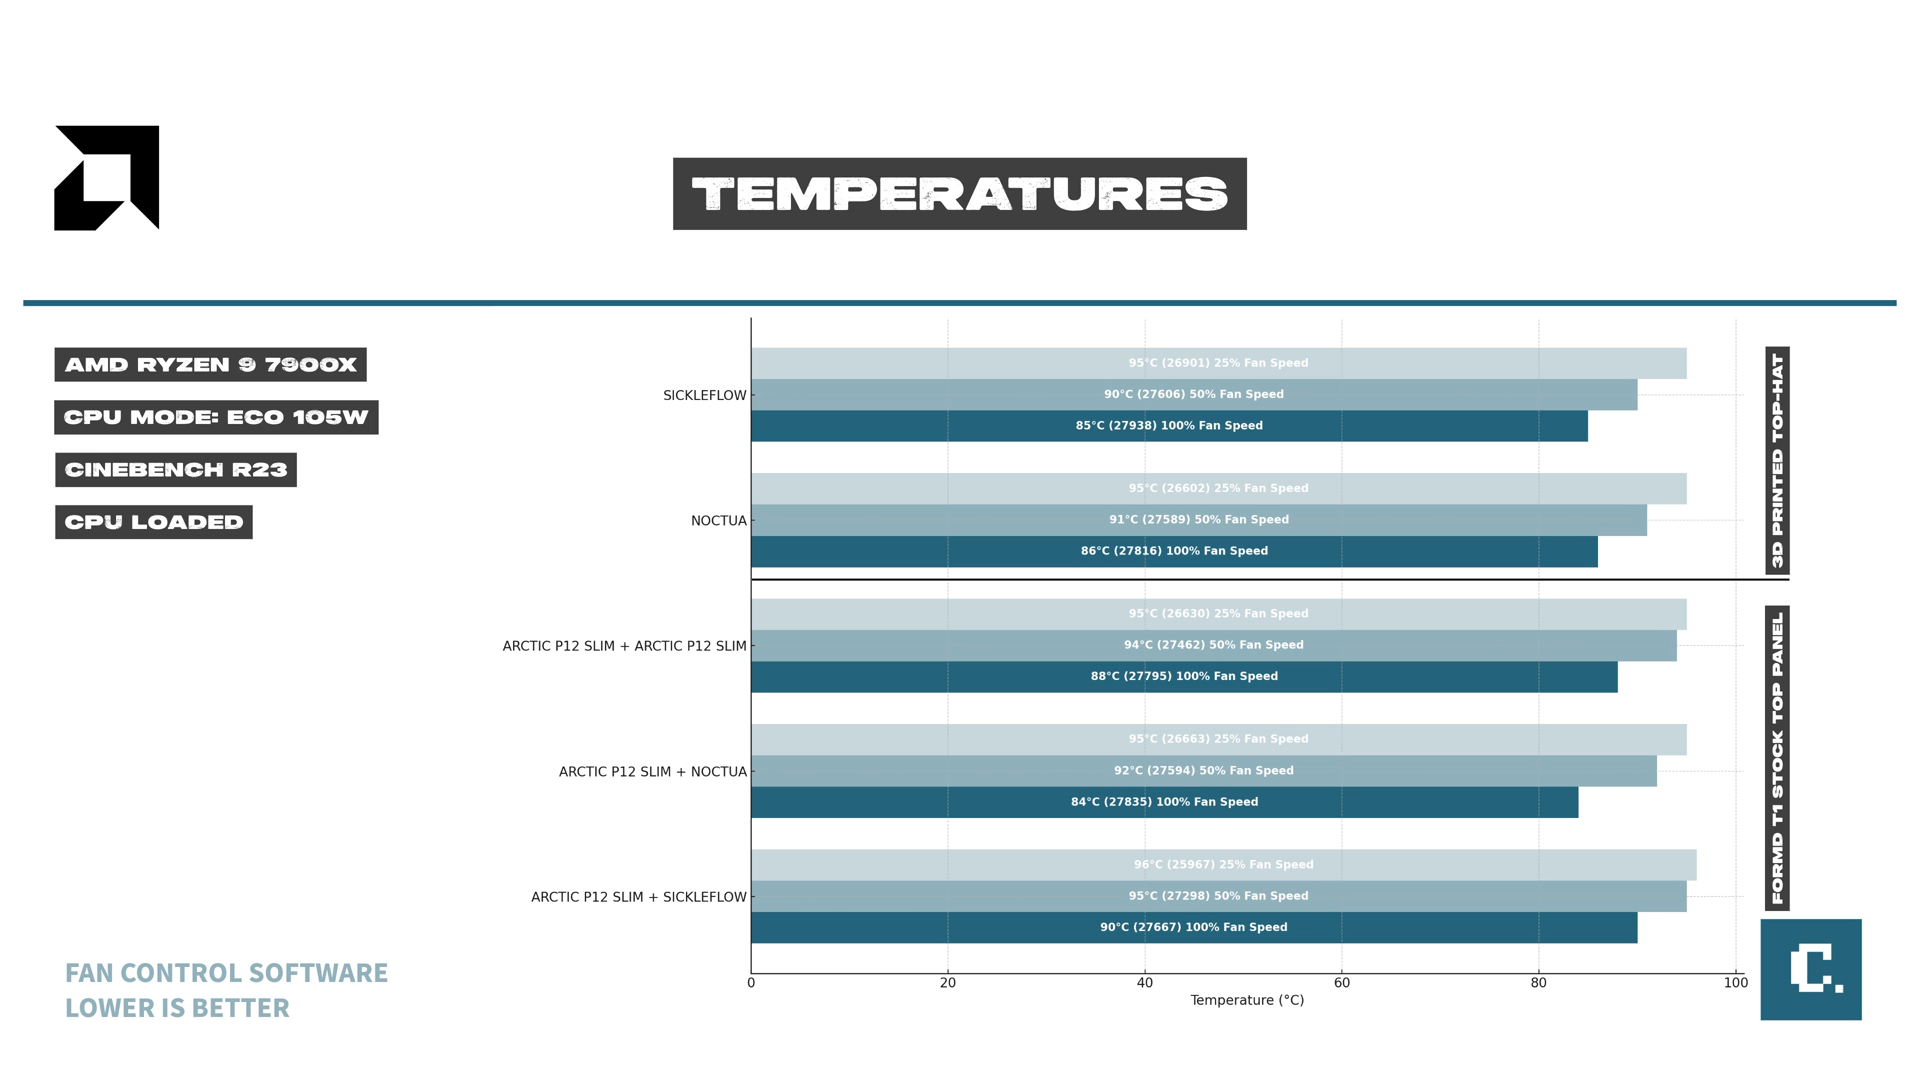 TEMPERATURES
AMD RYZEN 9 7900X
CPU MODE: ECO 105W
CINEBENCH R23
CPU LOADED
SICKLEFLOW
95°C (26901) 25% Fan Speed
90°C (27606) 50% Fan Speed
85°C (27938) 100% Fan Speed
NOCTUA
95°C (26602) 25% Fan Speed
91°C (27589) 50% Fan Speed
86°C (27816) 100% Fan Speed
3D PRINTED TOP-HAT
ARCTIC P12 SLIM + ARCTIC P12 SLIM
95°C (26630) 25% Fan Speed
94°C (27462) 50% Fan Speed
88°C (27795) 100% Fan Speed
ARCTIC P12 SLIM + NOCTUA
95°C (26663) 25% Fan Speed
92°C (27594) 50% Fan Speed
84°C (27835) 100% Fan Speed
ARCTIC P12 SLIM + SICKLEFLOW
96°C (25967) 25% Fan Speed
95°C (27298) 50% Fan Speed
90°C (27667) 100% Fan Speed
FORMD T1 STOCK TOP PANEL
0 20 40 60 80 100
Temperature (°C)
FAN CONTROL SOFTWARE
LOWER IS BETTER
C.